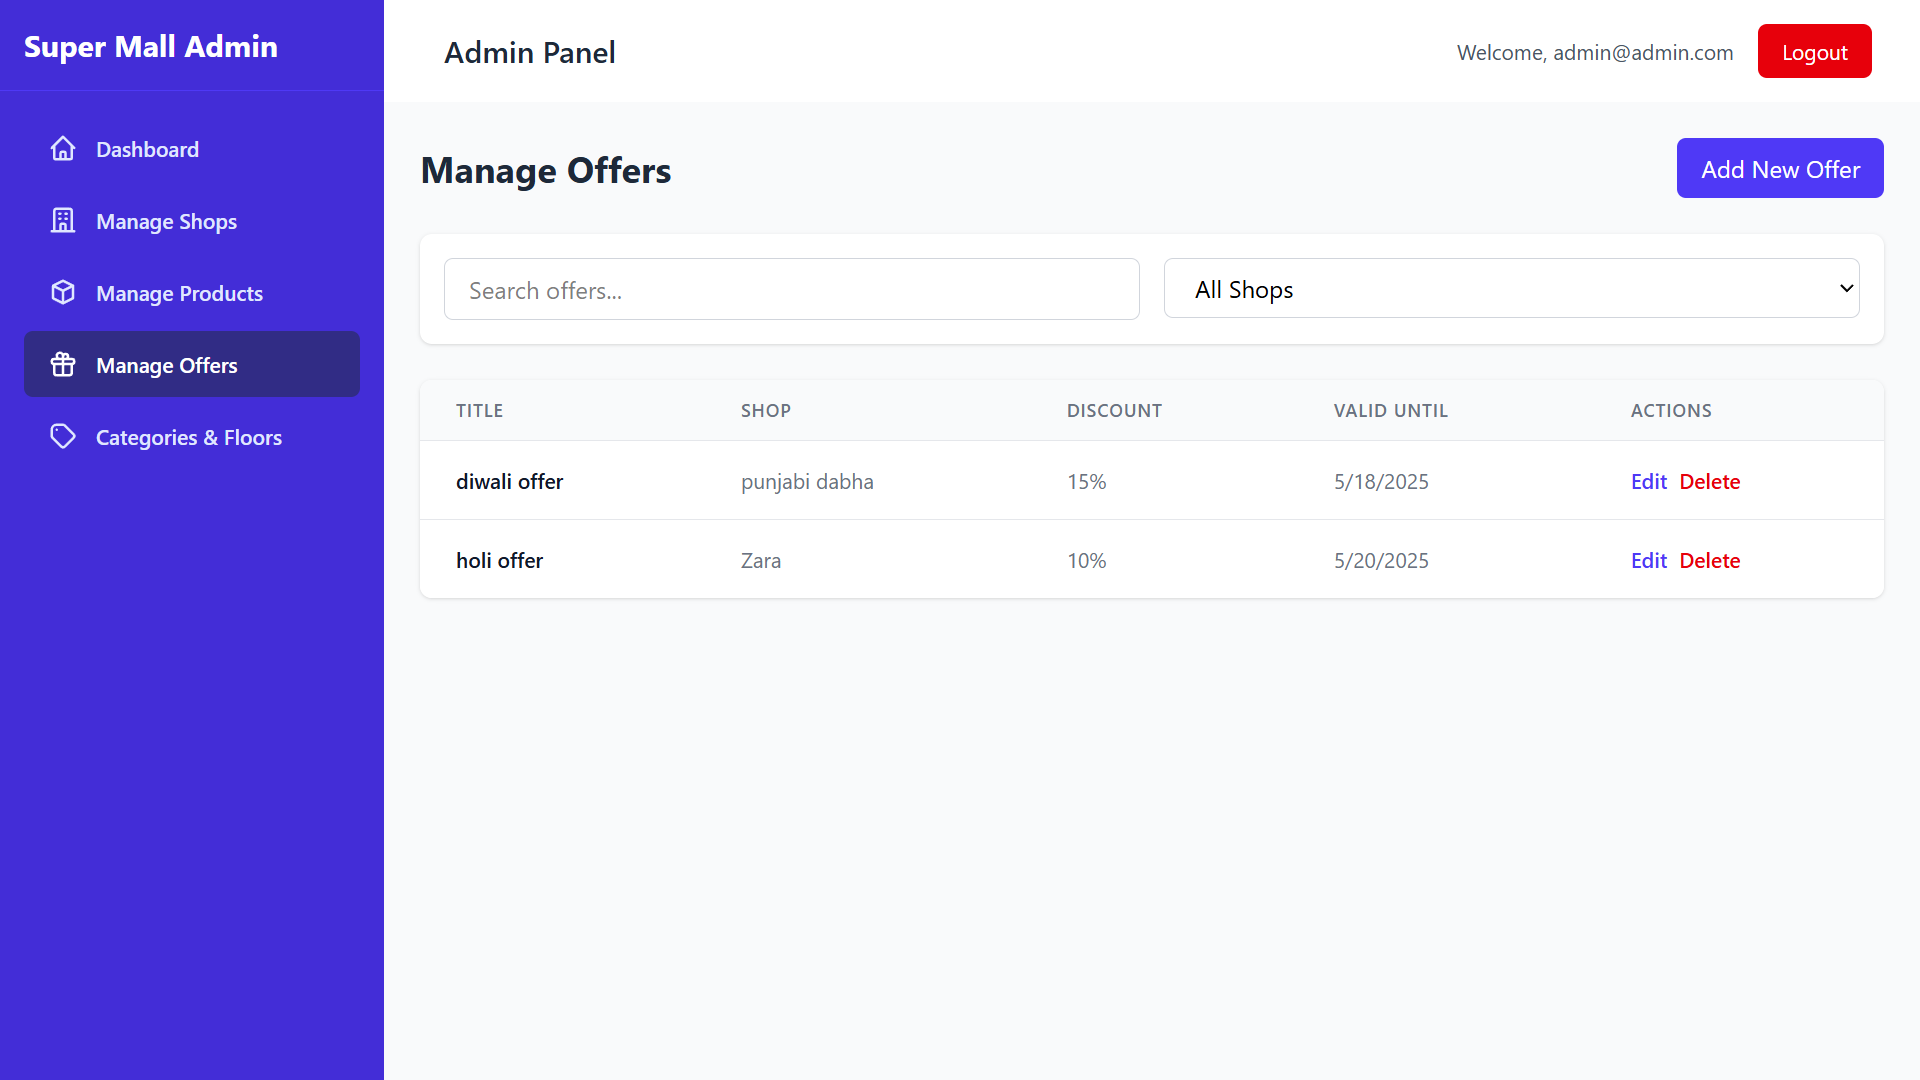 Super Mall Admin
Dashboard
Manage Shops
Manage Products
Manage Offers
Categories & Floors
Admin Panel
Welcome, admin@admin.com
Logout
Manage Offers
Add New Offer
Search offers...
All Shops
TITLE SHOP DISCOUNT VALID UNTIL ACTIONS
diwali offer punjabi dabha 15% 5/18/2025 Edit Delete
holi offer Zara 10% 5/20/2025 Edit Delete